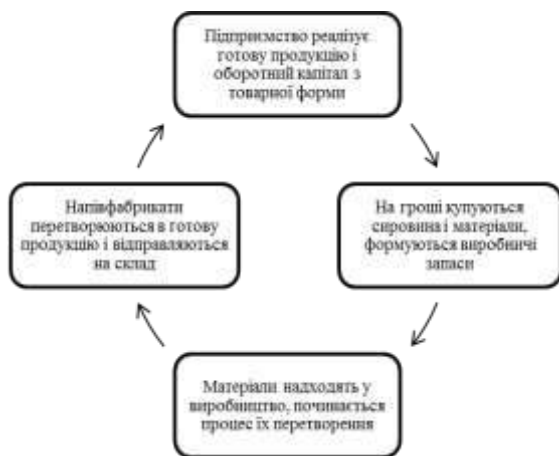 Підприємство реалізує
готову продукцію і
оборотний капітал з
товарної форми
На гроші купуються
сировина і матеріали,
формуються виробничі
запаси
Матеріали надходять у
виробництво, починається
процес їх перетворення
Напівфабрикати
перетворюються в готову
продукцію і відправляються
на склад